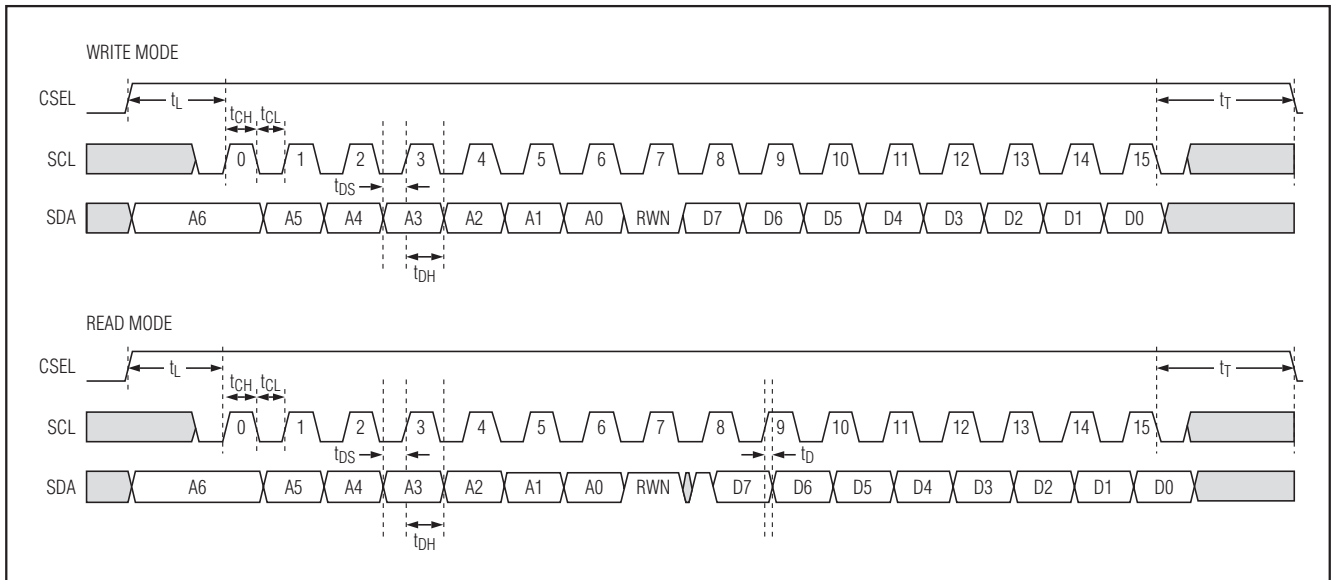 WRITE MODE
CSEL tL tT
tCH tCL
SCL 0 1 2 3 4 5 6 7 8 9 10 11 12 13 14 15
tDS
SDA A6 A5 A4 A3 A2 A1 A0 RWN D7 D6 D5 D4 D3 D2 D1 D0
tDH
READ MODE
CSEL tL tT
tCH tCL
SCL 0 1 2 3 4 5 6 7 8 9 10 11 12 13 14 15
tDS tD
SDA A6 A5 A4 A3 A2 A1 A0 RWN D7 D6 D5 D4 D3 D2 D1 D0
tDH